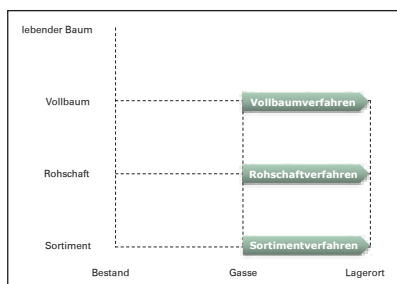 lebender Baum
Vollbaum
Vollbaumverfahren
Rohschaft
Rohschaftverfahren
Sortiment
Sortimentverfahren
Bestand
Gasse
Lagerort